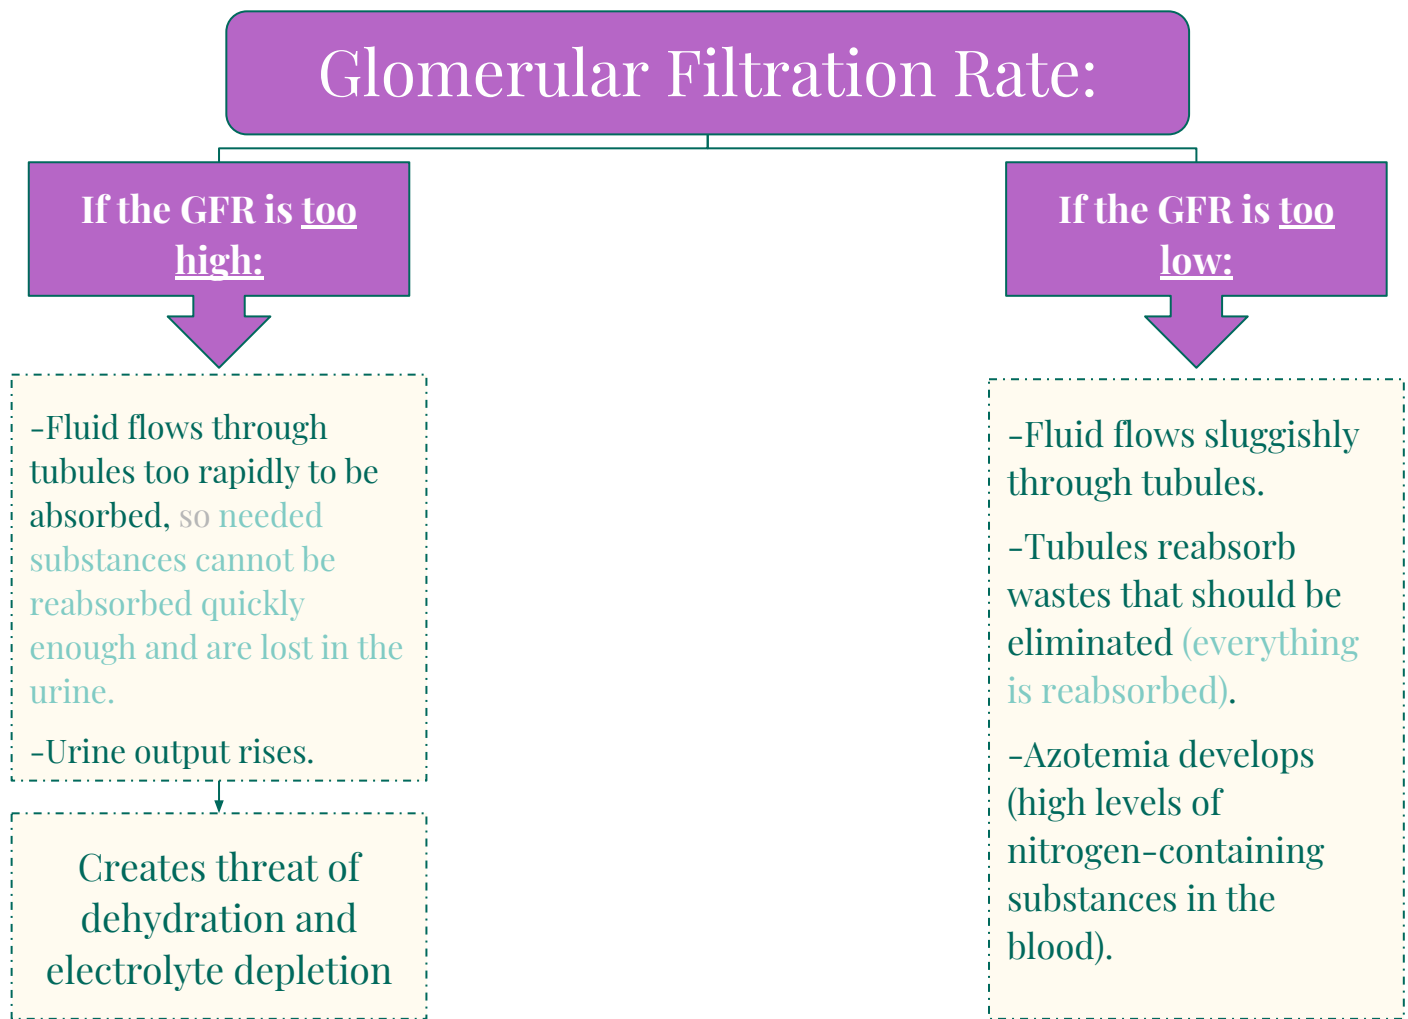 Glomerular Filtration Rate:
If the GFR is too
high:
-Fluid flows through
tubules too rapidly to be
absorbed, so needed
substances cannot be
reabsorbed quickly
enough and are lost in the
urine.
-Urine output rises.
Creates threat of
dehydration and
electrolyte depletion
If the GFR is too
low:
-Fluid flows sluggishly
through tubules.
-Tubules reabsorb
wastes that should be
eliminated (everything
is reabsorbed).
-Azotemia develops
(high levels of
nitrogen-containing
substances in the
blood).